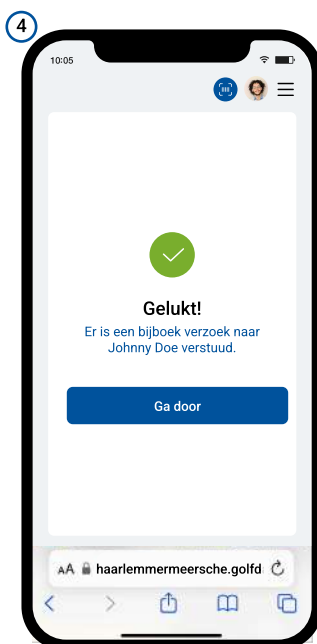 4
10:05
Gelukt!
Er is een bijboek verzoek naar
Johnny Doe verstuud.
Ga door
AA haarlemmermeersche.golfd